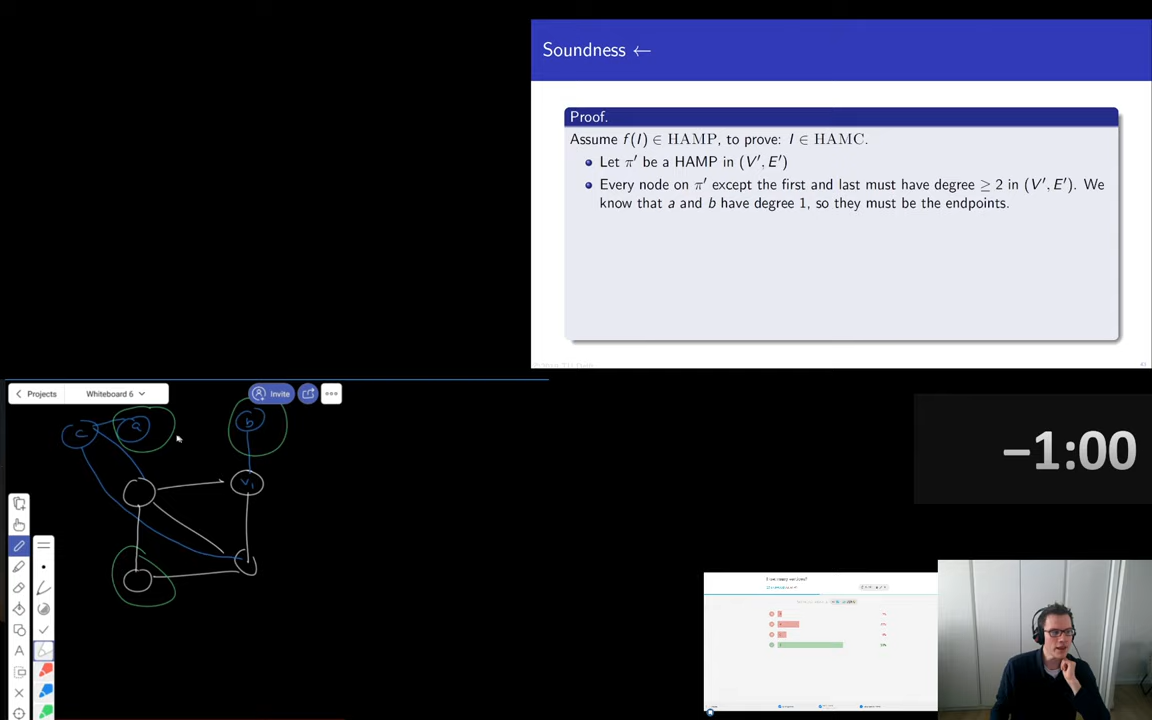 Soundness ←
Proof.
Assume f(I) ∈ HAMP, to prove: I ∈ HAMC.
Let π′ be a HAMP in (V′, E′)
Every node on π′ except the first and last must have degree ≥ 2 in (V′, E′). We
know that a and b have degree 1, so they must be the endpoints.
Projects
Whiteboard 6
Invite
c
a
b
v₁
A
−1:00